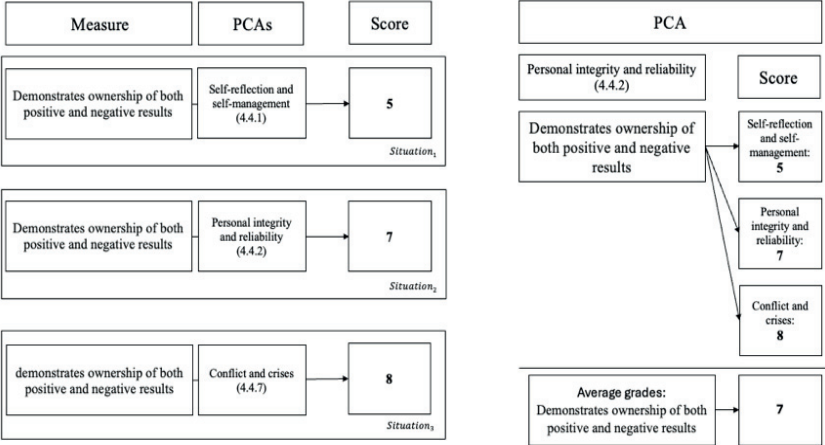 Measure
PCAs
Score
Demonstrates ownership of both
positive and negative results
Self-reflection and
self-management
(4.4.1)
5
Situation₁
Demonstrates ownership of both
positive and negative results
Personal integrity
and reliability
(4.4.2)
7
Situation₂
demonstrates ownership of both
positive and negative results
Conflict and crises
(4.4.7)
8
Situation₃
PCA
Personal integrity and reliability
(4.4.2)
Score
Demonstrates ownership of
both positive and negative
results
Self-reflection
and self-
management:
5
Personal
integrity and
reliability:
7
Conflict and
crises:
8
Average grades:
Demonstrates ownership of both
positive and negative results
7